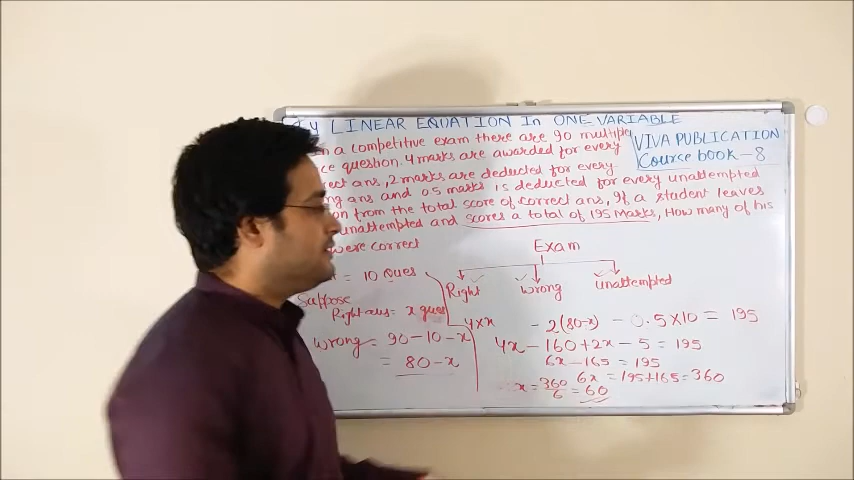 LINEAR EQUATION In ONE VARIABLE
VIVA PUBLICATION
Course book-8
in a competitive exam there are 90 multiple
question. 4 marks are awarded for every
ans, 2 marks are deducted for every
ans and 0.5 marks is deducted for every unattempted
from the total score of correct ans, If a student leaves
unattempted and scores a total of 195 Marks, How many of his
were correct
= 10 Ques
Suppose
Right ans = x ques
Wrong = 90-10-x
= 80-x
Exam
Right Wrong unattempted
4×x - 2(80-x) - 0.5×10 = 195
4x - 160 + 2x - 5 = 195
6x - 165 = 195
6x = 195+165 = 360
x = 360/6 = 60